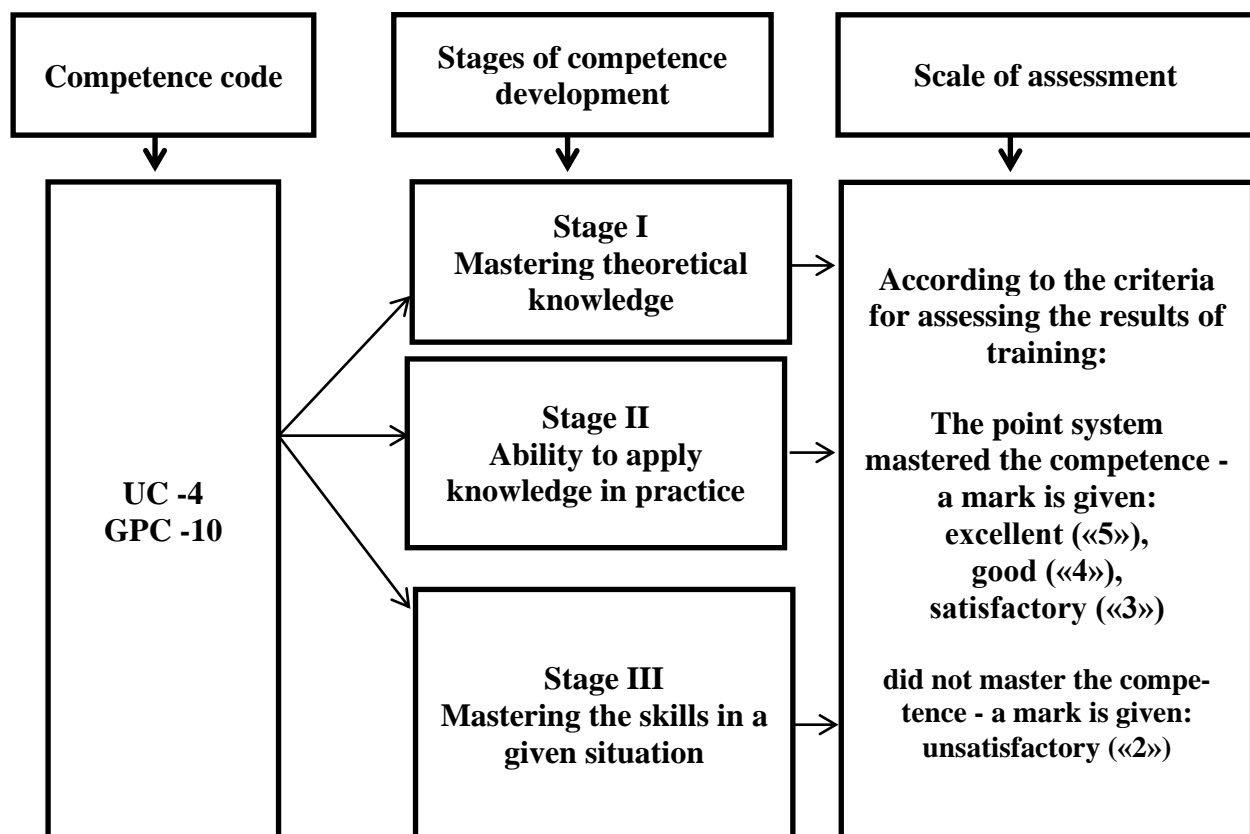 Competence code
Stages of competence
development
Scale of assessment
UC -4
GPC -10
Stage I
Mastering theoretical
knowledge
Stage II
Ability to apply
knowledge in practice
Stage III
Mastering the skills in a
given situation
According to the criteria
for assessing the results of
training:
The point system
mastered the competence -
a mark is given:
excellent («5»),
good («4»),
satisfactory («3»)
did not master the compe-
tence - a mark is given:
unsatisfactory («2»)